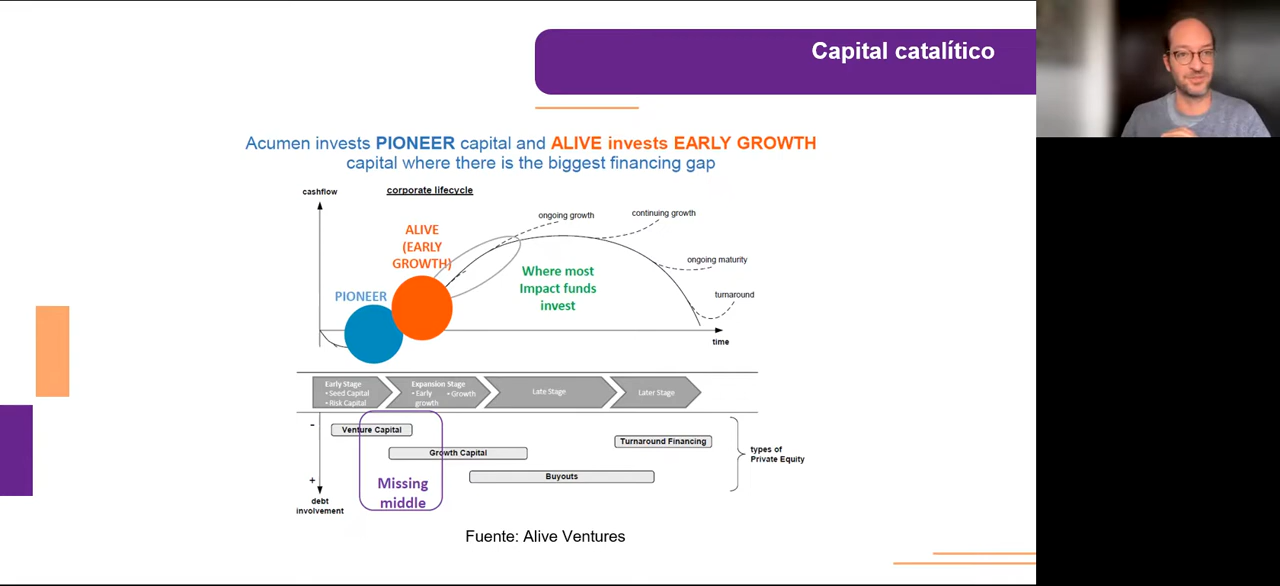 Capital catalítico
Acumen invests PIONEER capital and ALIVE invests EARLY GROWTH
capital where there is the biggest financing gap
cashflow
corporate lifecycle
ongoing growth
continuing growth
ALIVE
(EARLY
GROWTH)
Where most
Impact funds
invest
ongoing maturity
PIONEER
turnaround
time
Early Stage
• Seed Capital
• Risk Capital
Expansion Stage
• Early growth
• Growth
Late Stage
Later Stage
-
Venture Capital
Growth Capital
Turnaround Financing
Buyouts
types of
Private Equity
Missing
middle
+
debt
involvement
Fuente: Alive Ventures